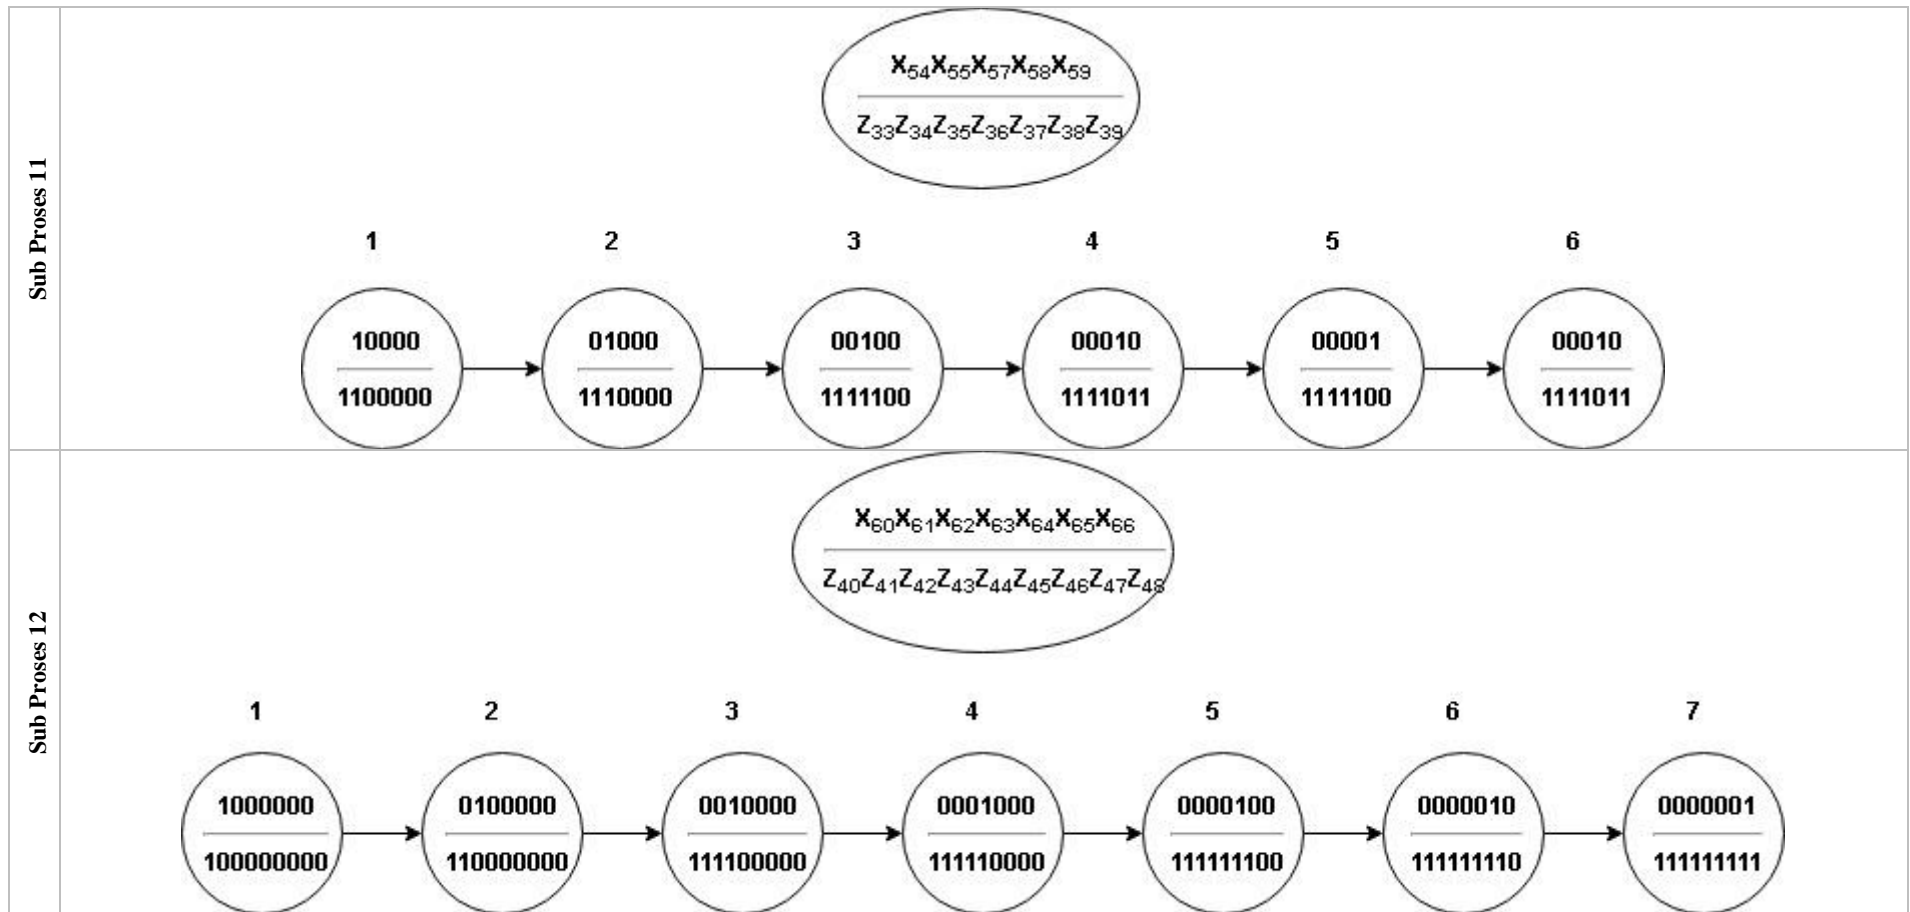 Sub Proses 11
X54X55X57X58X59
Z33Z34Z35Z36Z37Z38Z39
1 2 3 4 5 6
10000 01000 00100 00010 00001 00010
1100000 1110000 1111100 1111011 1111100 1111011
Sub Proses 12
X60X61X62X63X64X65X66
Z40Z41Z42Z43Z44Z45Z46Z47Z48
1 2 3 4 5 6 7
1000000 0100000 0010000 0001000 0000100 0000010 0000001
100000000 110000000 111100000 111110000 111111100 111111110 111111111